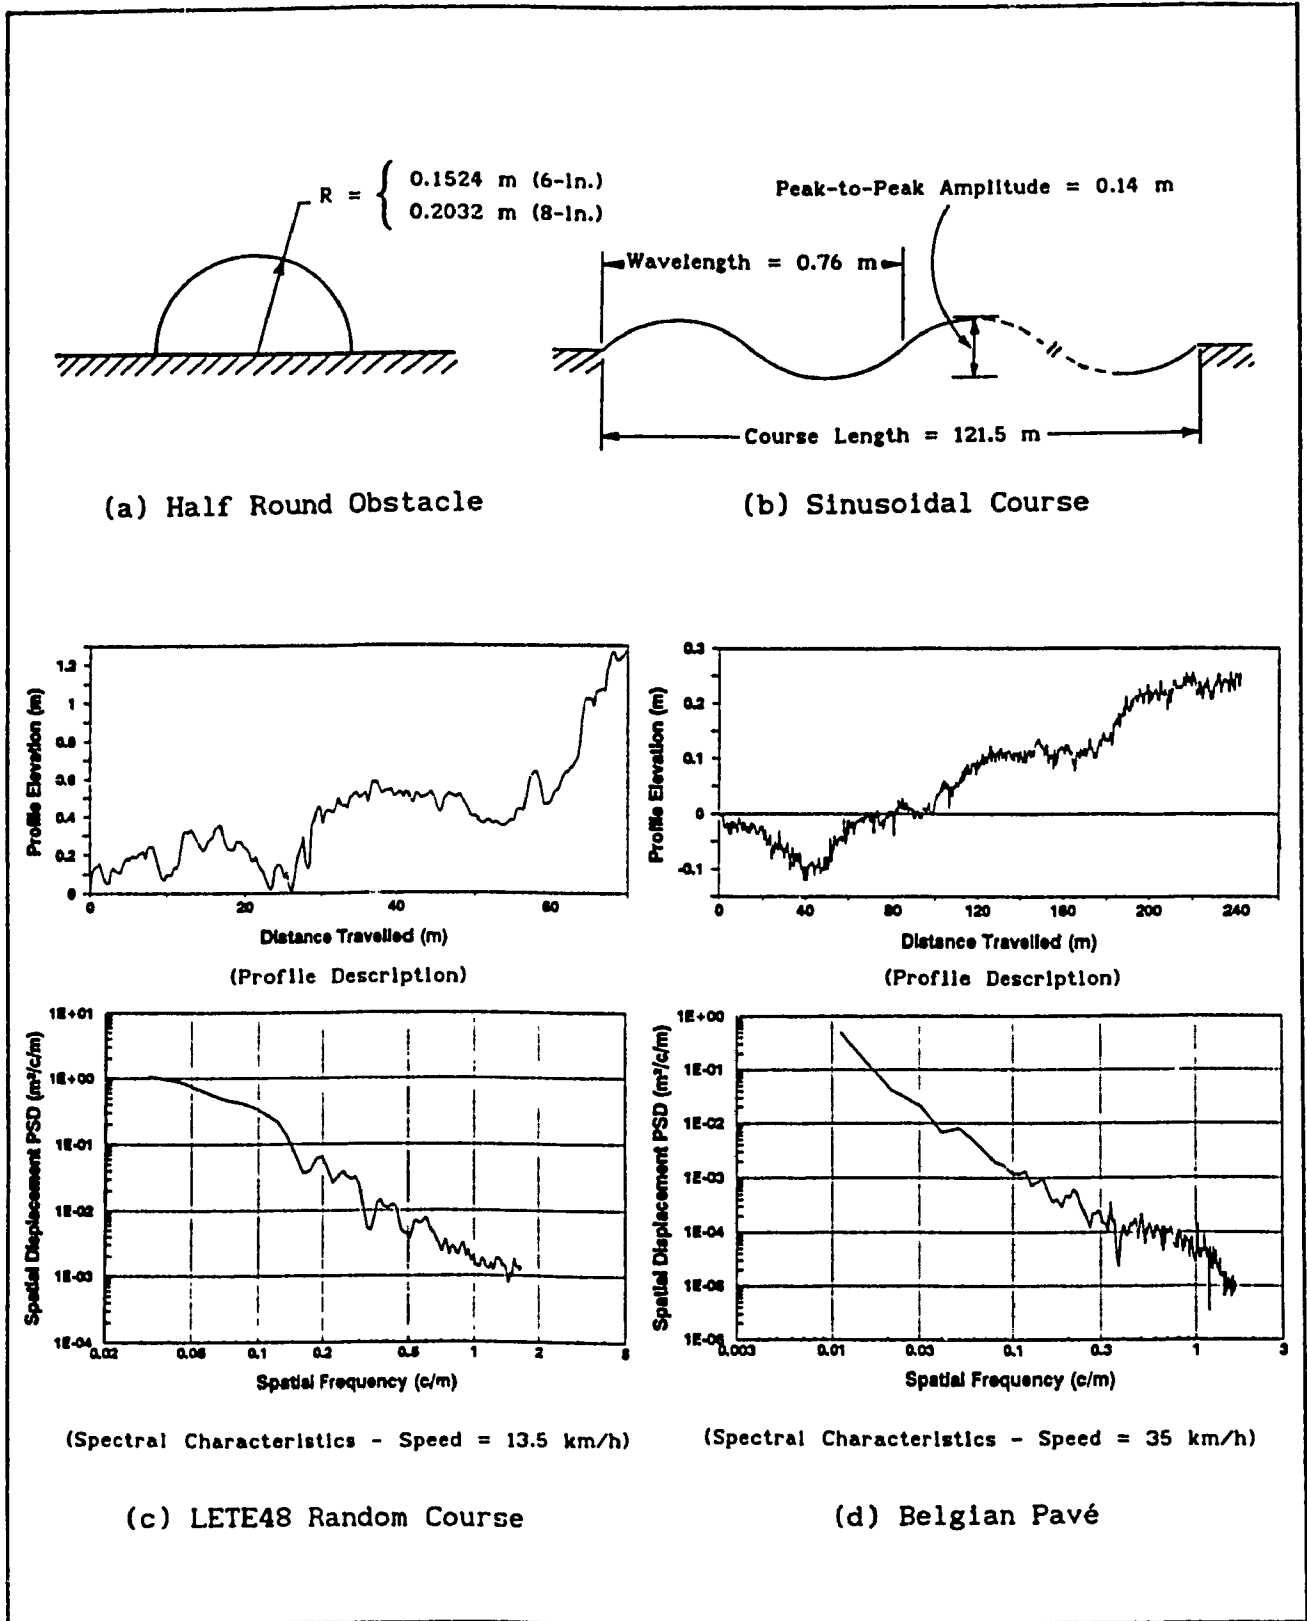 R = { 0.1524 m (6-in.)
0.2032 m (8-in.)
Peak-to-Peak Amplitude = 0.14 m
Wavelength = 0.76 m
Course Length = 121.5 m
(a) Half Round Obstacle
(b) Sinusoidal Course
Profile Elevation (m)
1.2
1
0.8
0.6
0.4
0.2
0
0 20 40 60
Distance Travelled (m)
(Profile Description)
Profile Elevation (m)
0.3
0.2
0.1
0
-0.1
0 40 80 120 160 200 240
Distance Travelled (m)
(Profile Description)
Spatial Displacement PSD (m²/c/m)
1E+01
1E+00
1E-01
1E-02
1E-03
1E-04
0.02 0.05 0.1 0.2 0.5 1 2 5
Spatial Frequency (c/m)
(Spectral Characteristics - Speed = 13.5 km/h)
(c) LETE48 Random Course
Spatial Displacement PSD (m²/c/m)
1E+00
1E-01
1E-02
1E-03
1E-04
1E-05
1E-06
0.003 0.01 0.03 0.1 0.3 1 3
Spatial Frequency (c/m)
(Spectral Characteristics - Speed = 35 km/h)
(d) Belgian Pavé